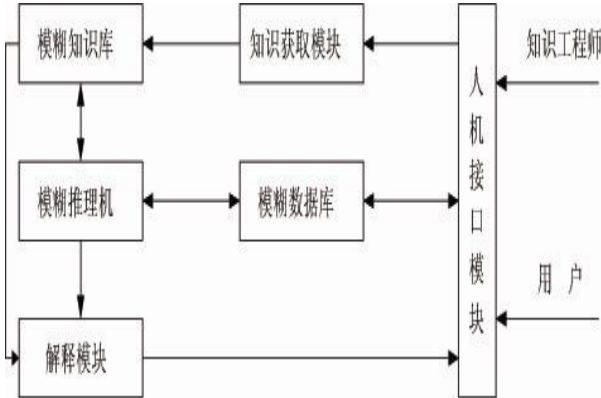 模糊知识库
知识获取模块
人机接口模块
知识工程师
模糊推理机
模糊数据库
用 户
解释模块